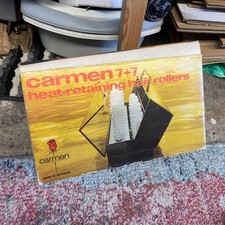 carmen 7+7
heat-retaining hair rollers
carmen